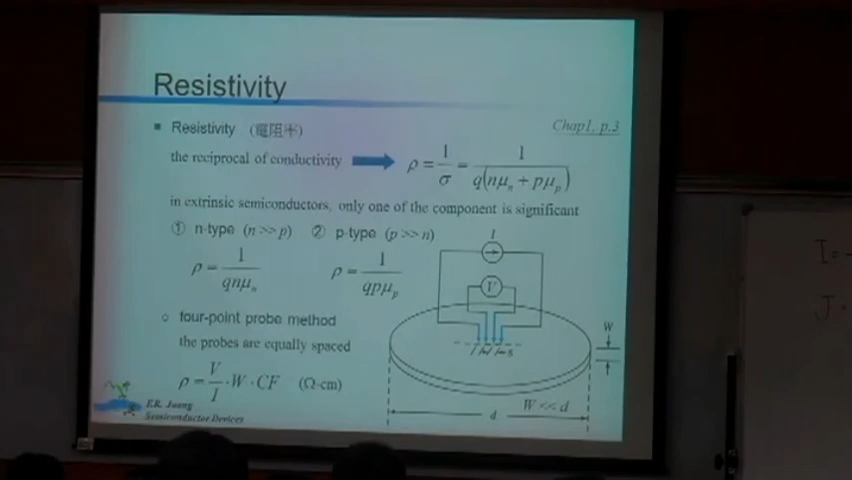 Resistivity
Resistivity (電阻率)
Chap1, p.3
the reciprocal of conductivity
ρ = 1/σ = 1/q(nμn + pμp)
in extrinsic semiconductors, only one of the component is significant
① n-type (n >> p) ② p-type (p >> n)
ρ = 1/qnμn
ρ = 1/qpμp
I
V
four-point probe method
the probes are equally spaced
ρ = V/I · W · CF (Ω-cm)
W
d
W << d
F.R. Juang
Semiconductor Devices
I =
J =